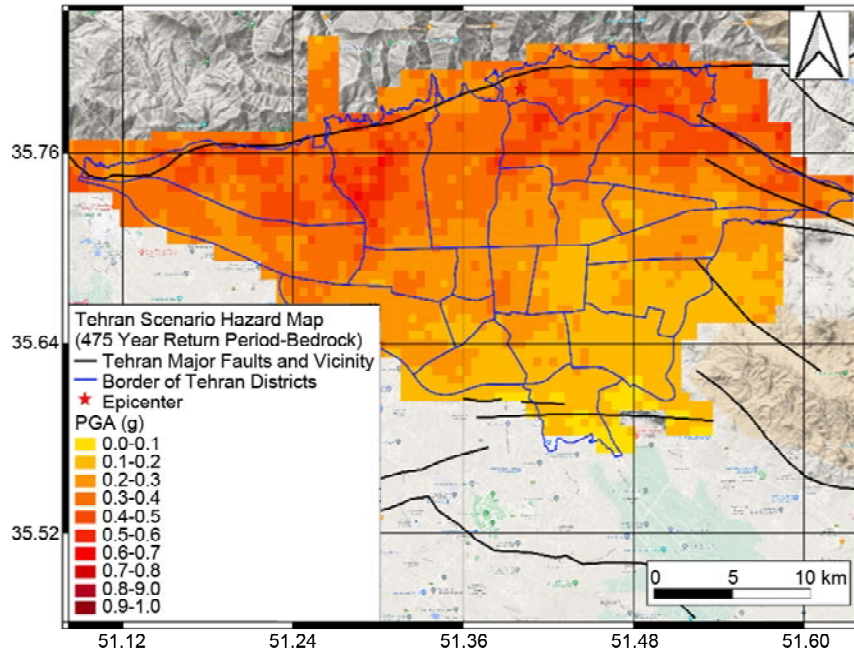 35.76
35.64
35.52
Tehran Scenario Hazard Map
(475 Year Return Period-Bedrock)
Tehran Major Faults and Vicinity
Border of Tehran Districts
Epicenter
PGA (g)
0.0-0.1
0.1-0.2
0.2-0.3
0.3-0.4
0.4-0.5
0.5-0.6
0.6-0.7
0.7-0.8
0.8-9.0
0.9-1.0
0 5 10 km
51.12 51.24 51.36 51.48 51.60